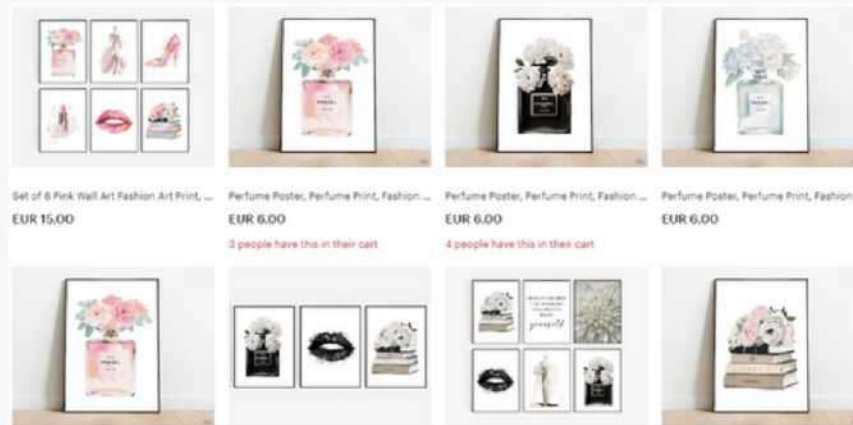 Set of 6 Pink Wall Art Fashion Art Print, ...
Perfume Poster, Perfume Print, Fashion ...
Perfume Poster, Perfume Print, Fashion ...
Perfume Poster, Perfume Print, Fashion
EUR 15.00
EUR 6.00
EUR 6.00
EUR 6.00
3 people have this in their cart
4 people have this in their cart
yourself